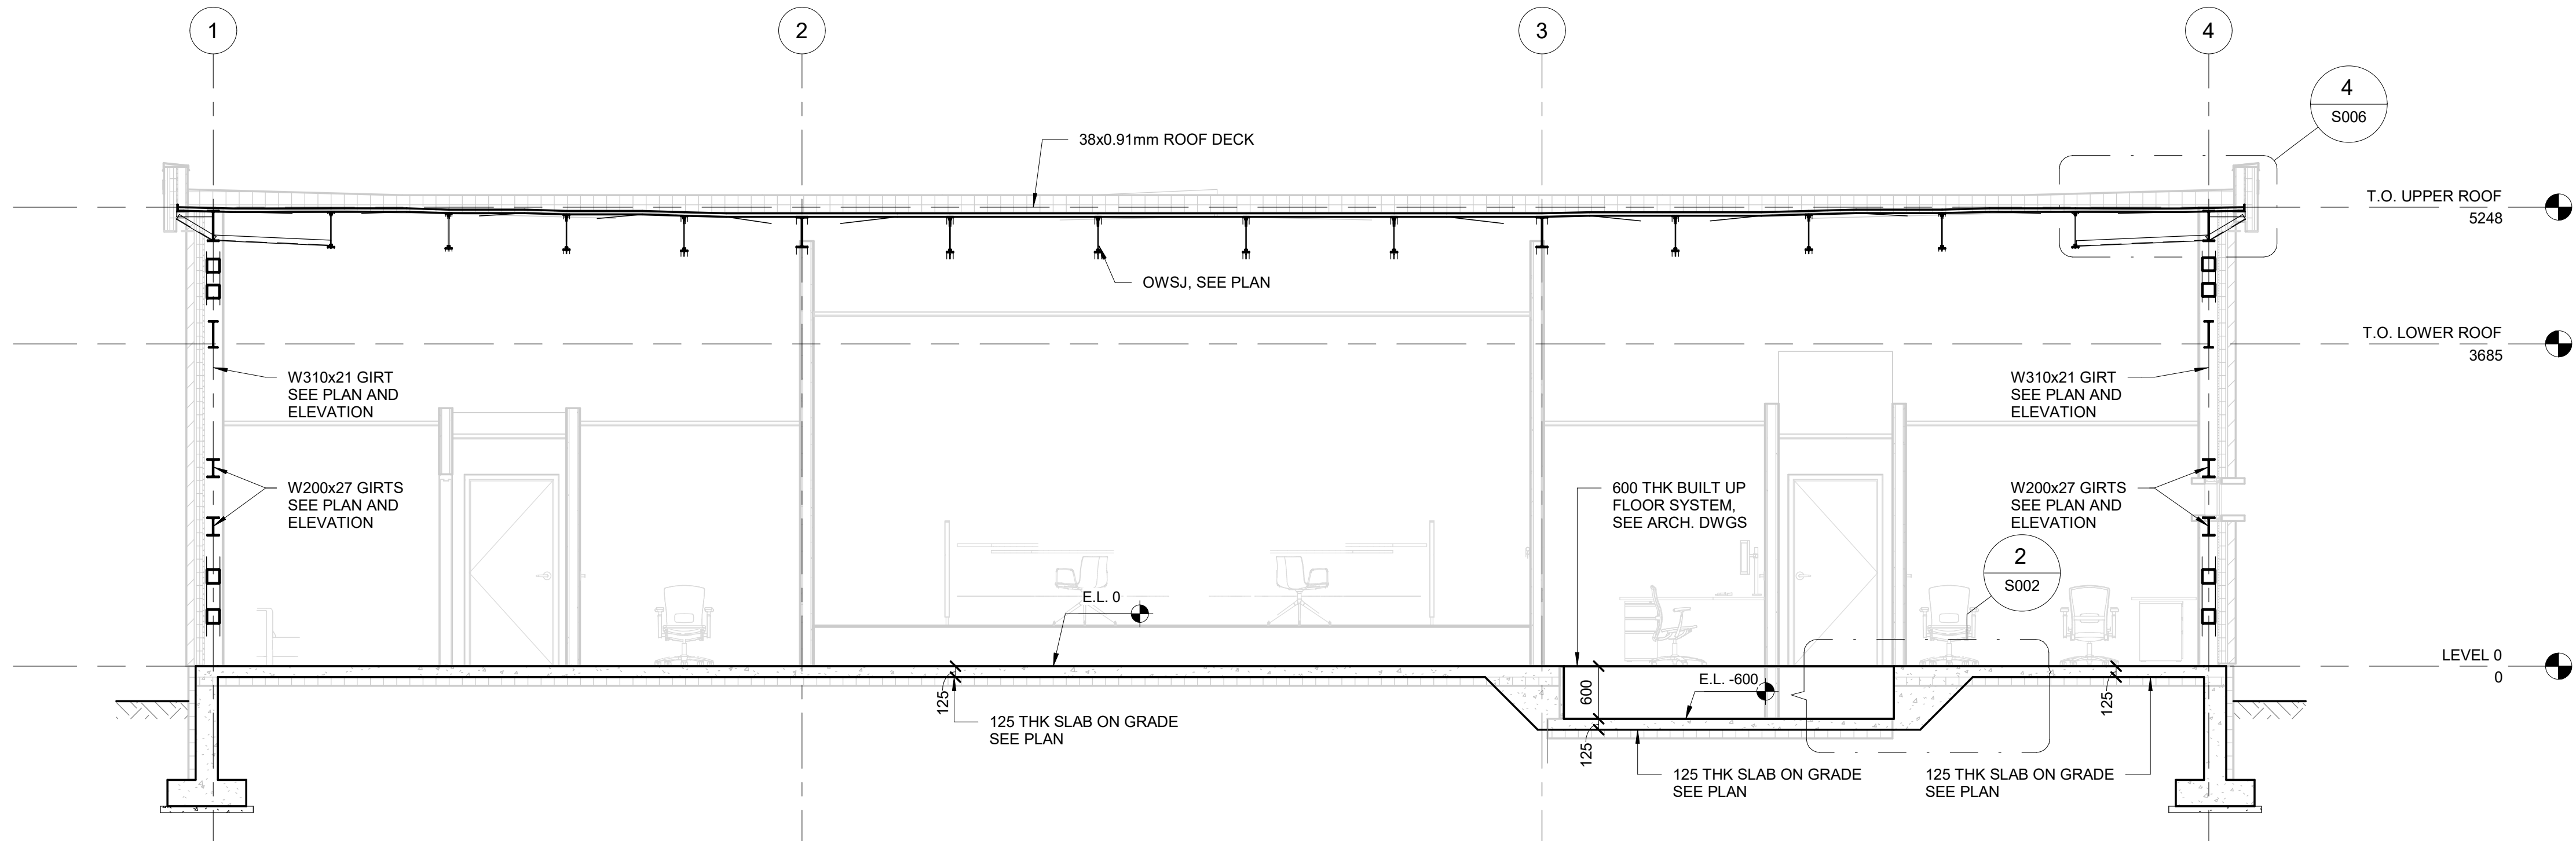 1
2
3
4
4
S006
38x0.91mm ROOF DECK
T.O. UPPER ROOF
5248
OWSJ, SEE PLAN
T.O. LOWER ROOF
3685
W310x21 GIRT
SEE PLAN AND
ELEVATION
W310x21 GIRT
SEE PLAN AND
ELEVATION
W200x27 GIRTS
SEE PLAN AND
ELEVATION
600 THK BUILT UP
FLOOR SYSTEM,
SEE ARCH. DWGS
W200x27 GIRTS
SEE PLAN AND
ELEVATION
2
S002
E.L. 0
LEVEL 0
0
E.L. -600
600
125
125
125
125 THK SLAB ON GRADE
SEE PLAN
125
125 THK SLAB ON GRADE
SEE PLAN
125 THK SLAB ON GRADE
SEE PLAN